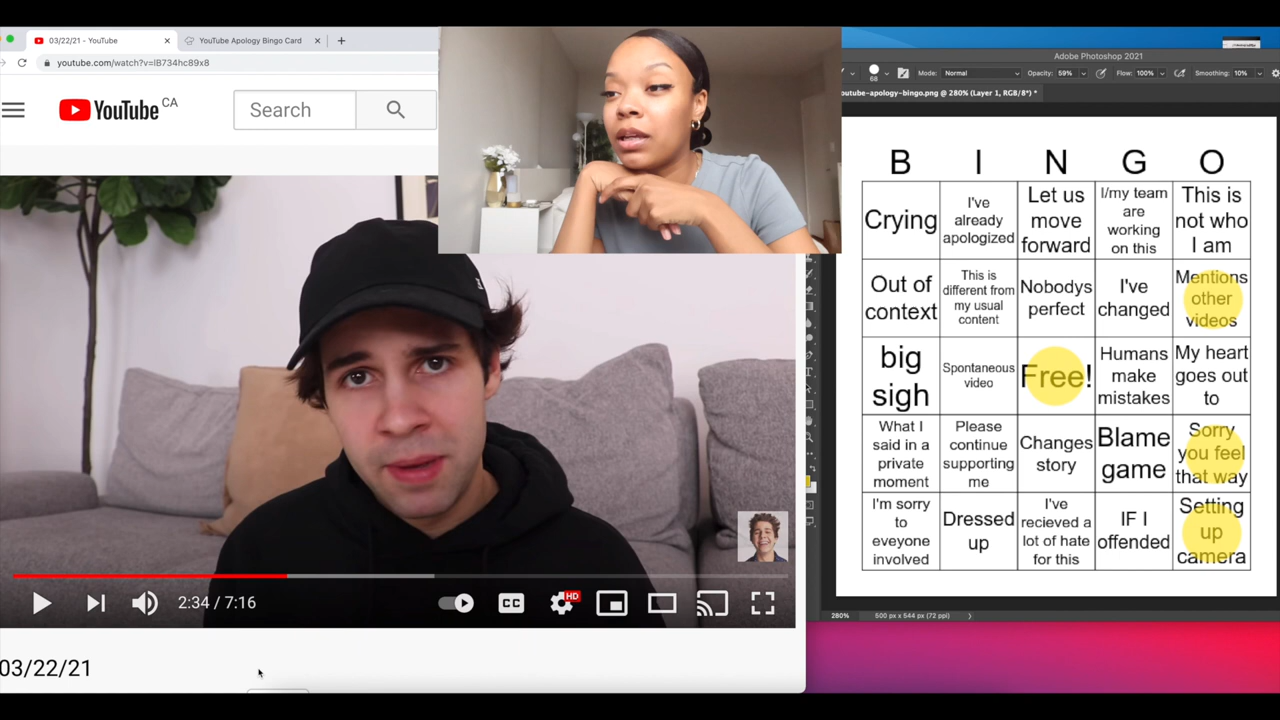 03/22/21 - YouTube
YouTube Apology Bingo Card
youtube.com/watch?v=IB734hc89x8
YouTube CA
Search
HD
CC
2:34 / 7:16
03/22/21
Adobe Photoshop 2021
68
Mode: Normal
Opacity: 59%
Flow: 100%
Smoothing: 10%
outube-apology-bingo.png @ 280% (Layer 1, RGB/8*) *
B I N G O
Crying
I've
already
apologized
Let us
move
forward
I/my team
are
working
on this
This is
not who
I am
Out of
context
This is
different from
my usual
content
Nobodys
perfect
I've
changed
Mentions
other
videos
big
sigh
Spontaneous
video
Free!
Humans
make
mistakes
My heart
goes out
to
What I
said in a
private
moment
Please
continue
supporting
me
Changes
story
Blame
game
Sorry
you feel
that way
I'm sorry
to
eveyone
involved
Dressed
up
I've
recieved a
lot of hate
for this
IF I
offended
Setting
up
camera
280%
500 px x 544 px (72 ppi)